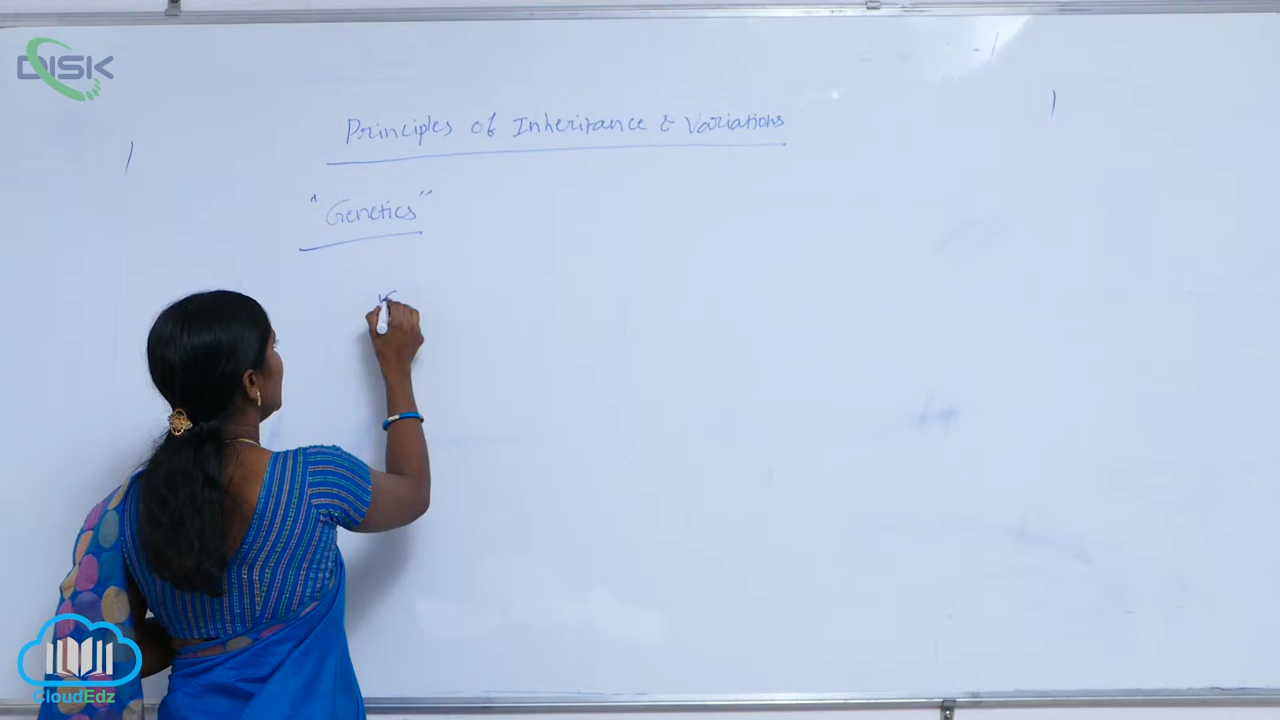 DISK
Principles of Inheritance & Variations
"Genetics"
CloudEdz